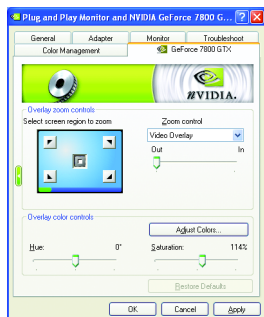 Plug and Play Monitor and NVIDIA GeForce 7800 G...
General Adapter Monitor Troubleshoot
Color Management GeForce 7800 GTX
NVIDIA.
Overlay zoom controls
Select screen region to zoom
Zoom control
Video Overlay
Out In
Overlay color controls
Adjust Colors...
Hue: 0° Saturation: 114%
Restore Defaults
OK Cancel Apply